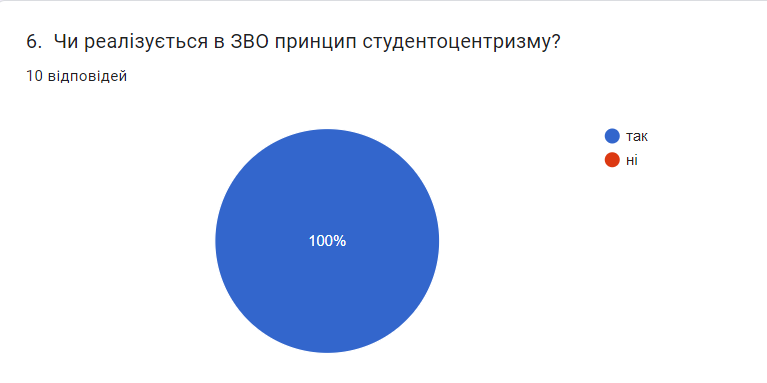 6. Чи реалізується в ЗВО принцип студентоцентризму?
10 відповідей
так
ні
100%